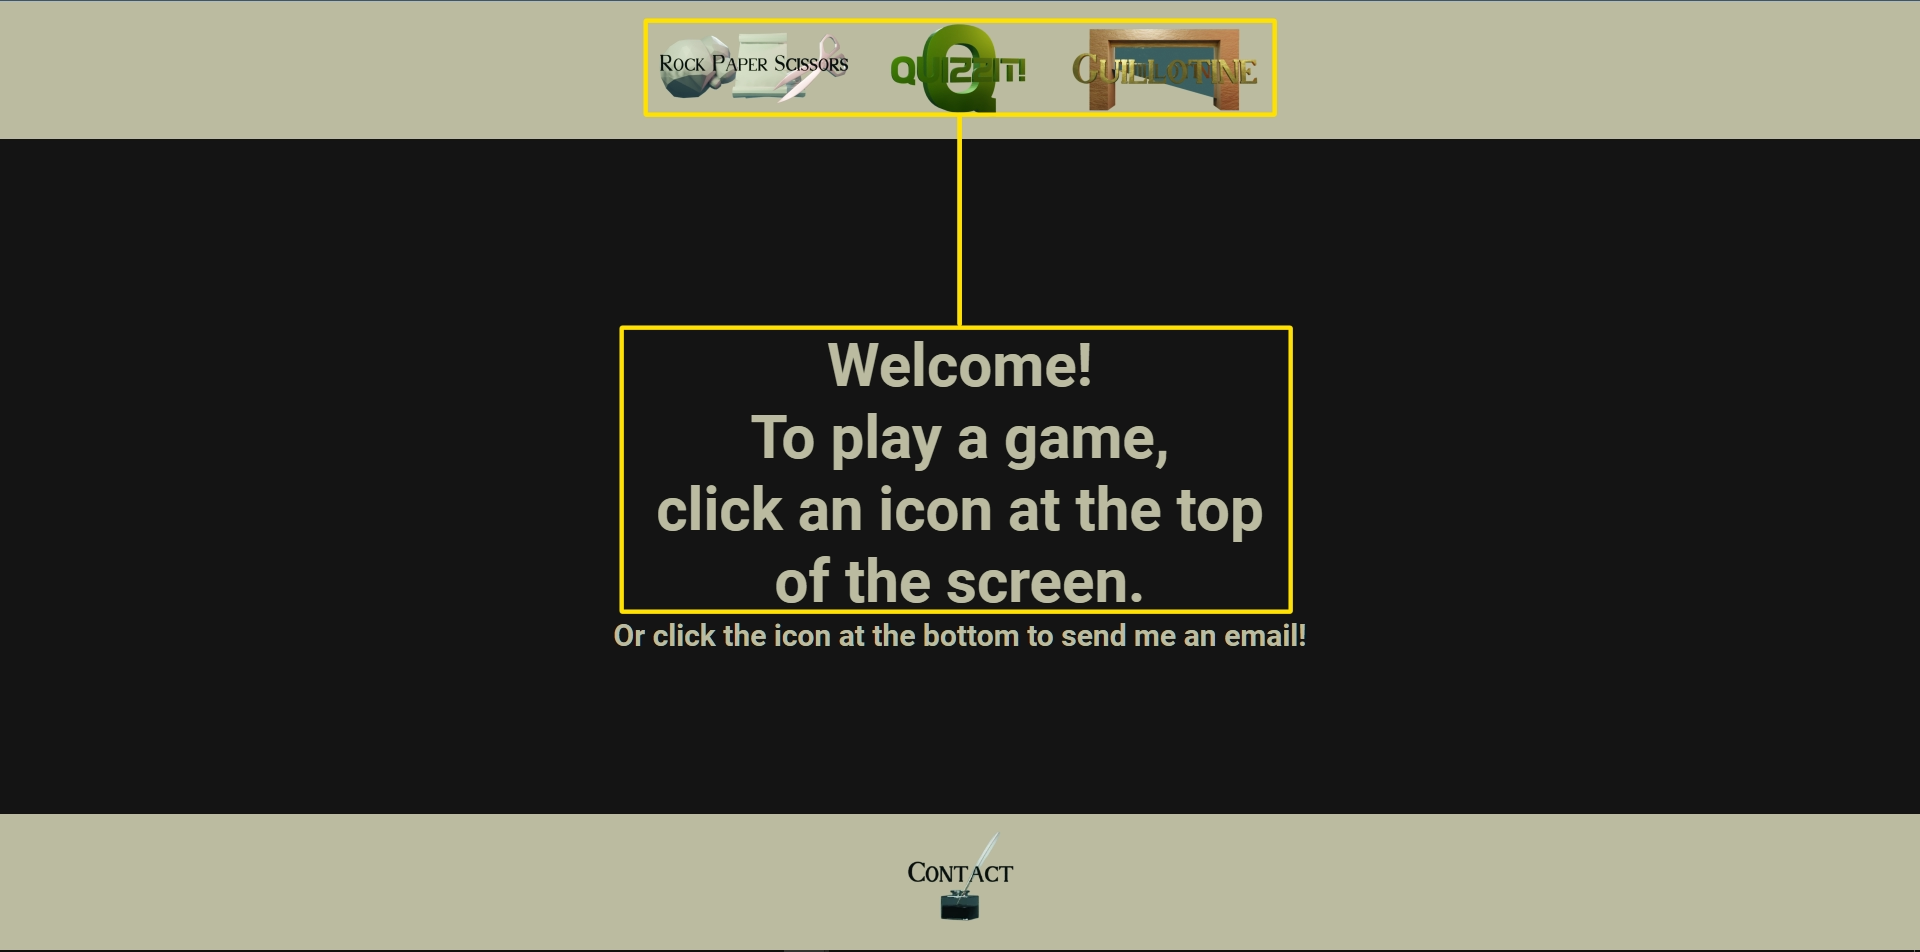 Rock Paper Scissors
QUIZZIT!
Guillotine
Welcome!
To play a game,
click an icon at the top
of the screen.
Or click the icon at the bottom to send me an email!
Contact